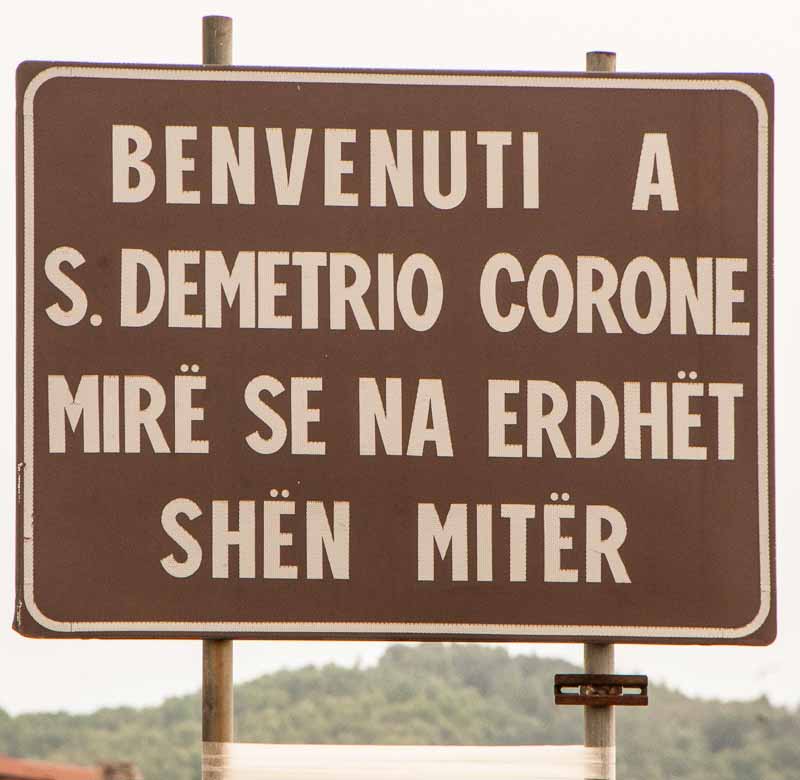 BENVENUTI A
S. DEMETRIO CORONE
MIRË SE NA ERDHËT
SHËN MITËR